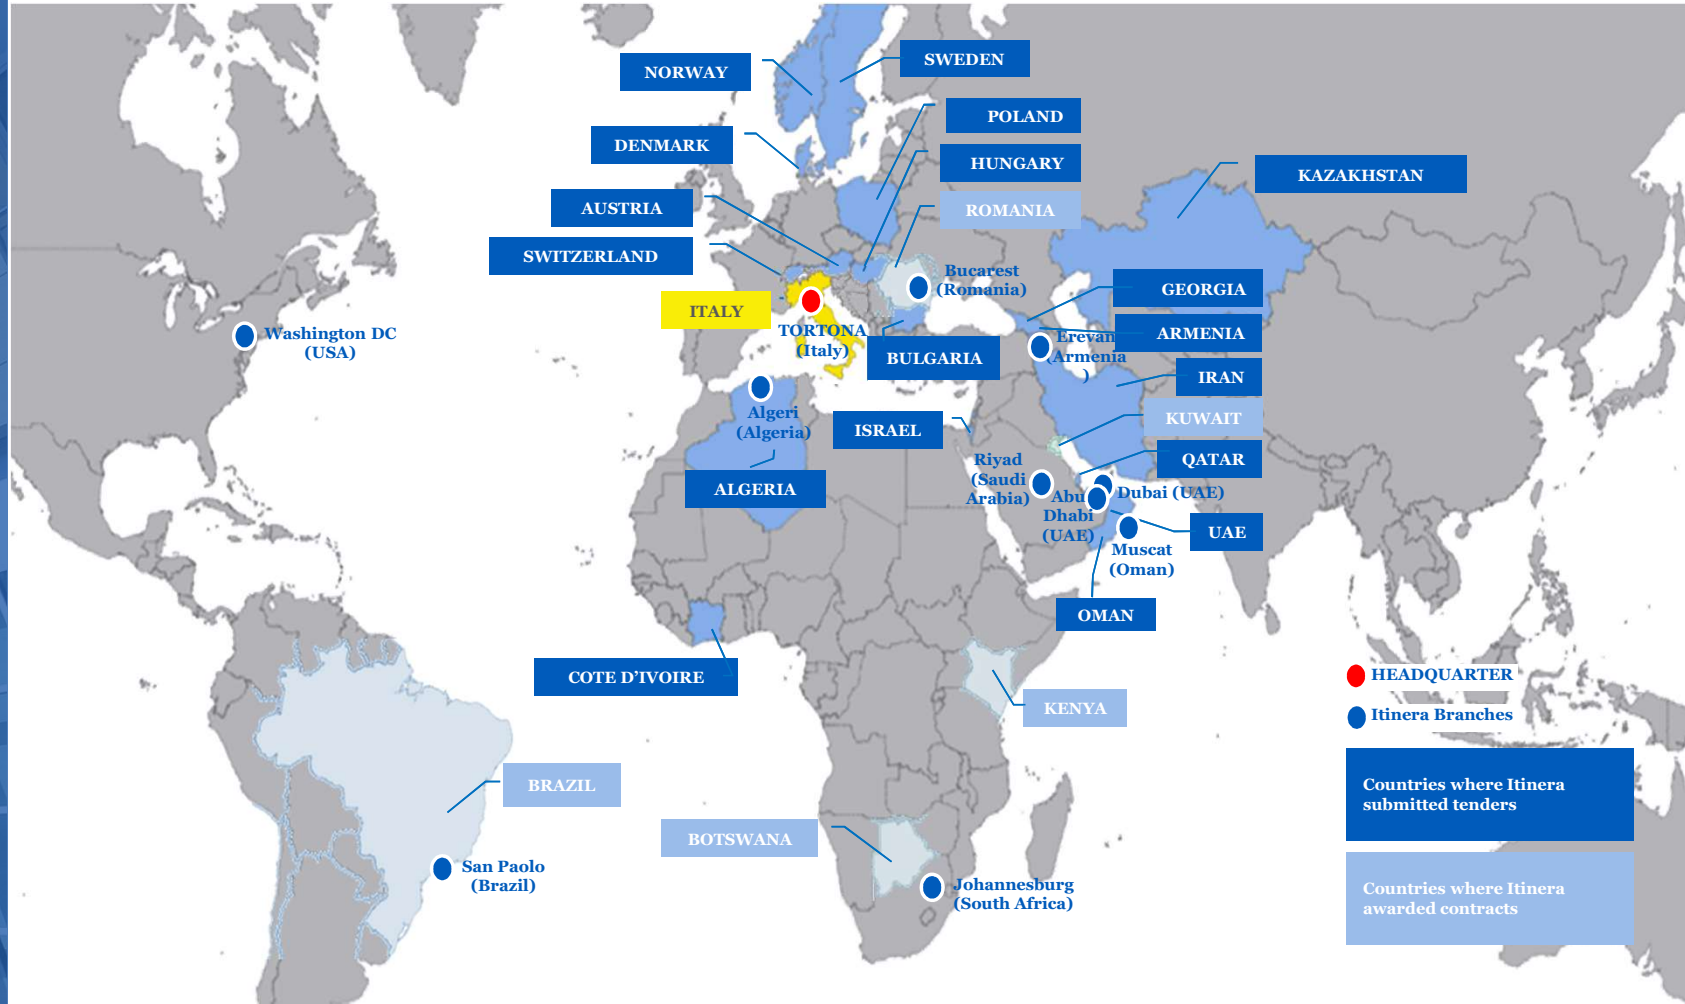 NORWAY
SWEDEN
POLAND
DENMARK
HUNGARY
KAZAKHSTAN
AUSTRIA
ROMANIA
SWITZERLAND
Bucarest
(Romania)
GEORGIA
ITALY
TORTONA
(Italy)
Washington DC
(USA)
BULGARIA
Erevan
(Armenia
)
ARMENIA
IRAN
Algeri
(Algeria)
KUWAIT
ISRAEL
QATAR
Riyad
(Saudi
Arabia)
ALGERIA
Abu
Dhabi
(UAE)
Dubai (UAE)
UAE
Muscat
(Oman)
OMAN
COTE D’IVOIRE
KENYA
BRAZIL
BOTSWANA
San Paolo
(Brazil)
Johannesburg
(South Africa)
HEADQUARTER
Itinera Branches
Countries where Itinera
submitted tenders
Countries where Itinera
awarded contracts